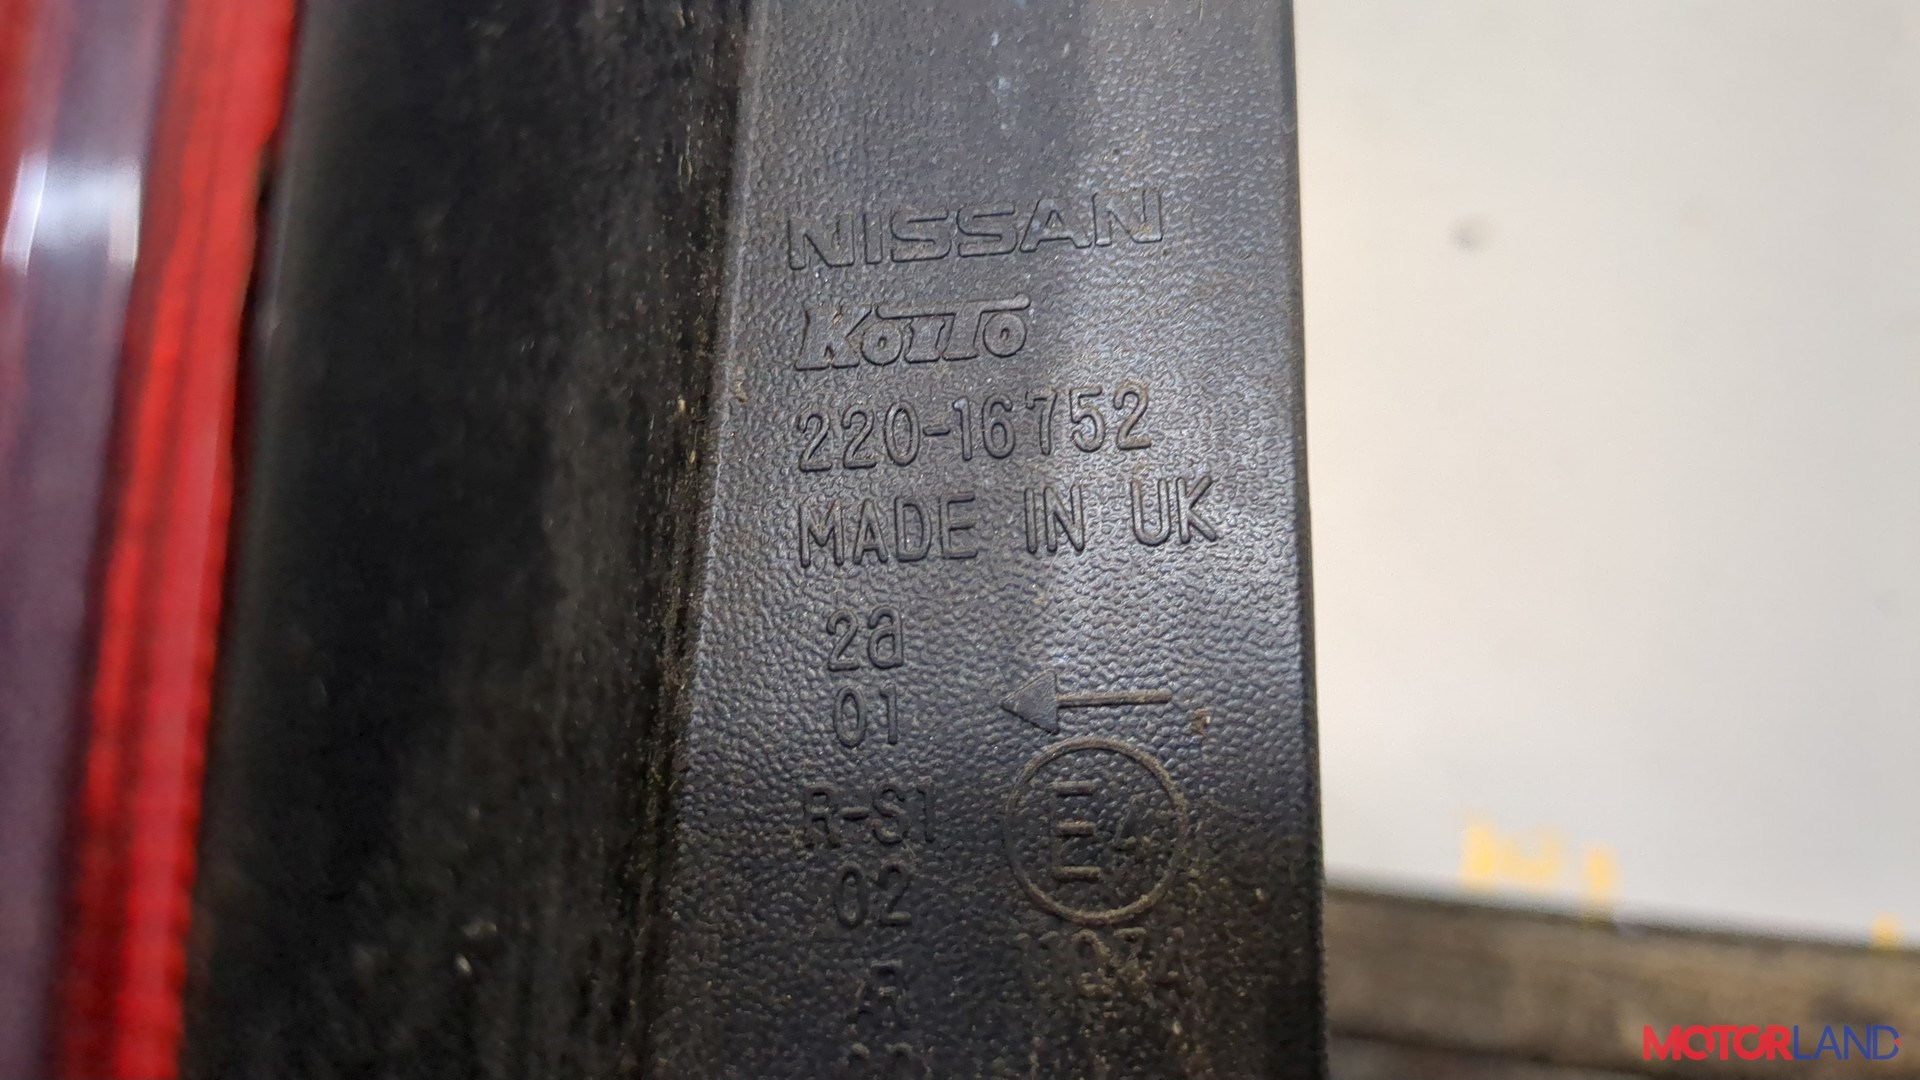 NISSAN
KOITO
220-16752
MADE IN UK
2a
01
R-S1
02
E4
R
MOTORLAND